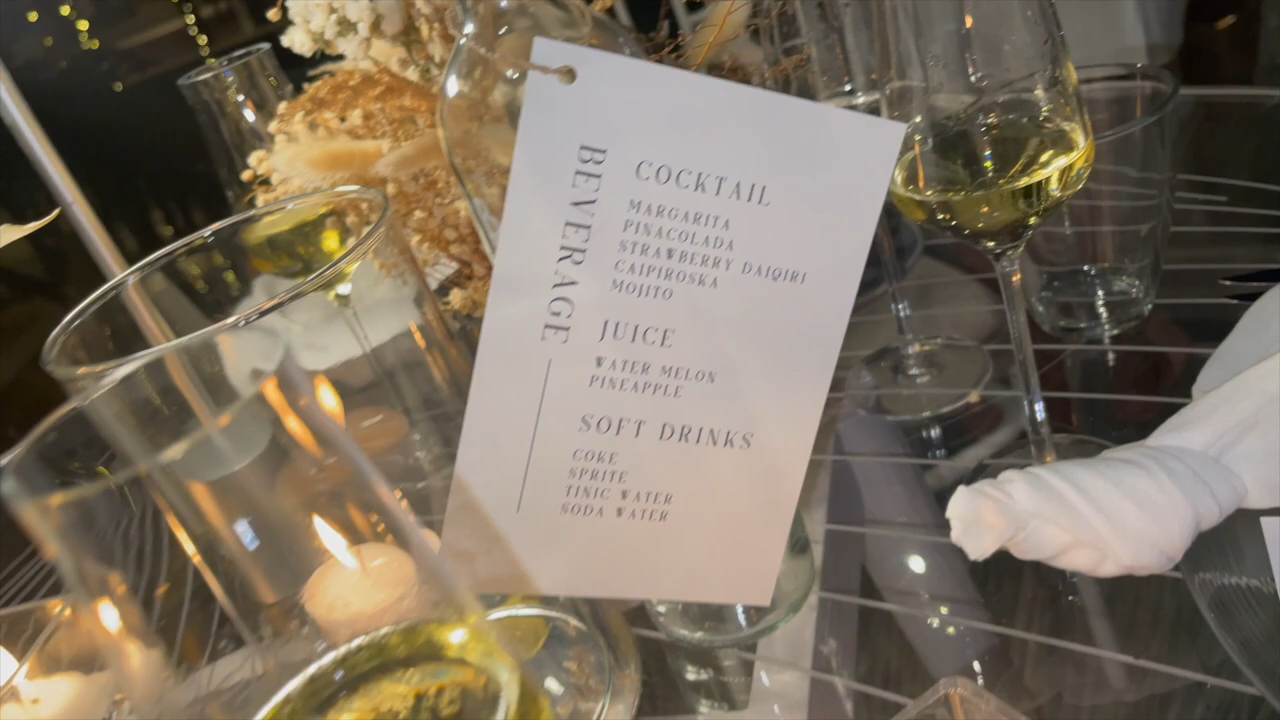 BEVERAGE
COCKTAIL
MARGARITA
PINACOLADA
STRAWBERRY DAIQIRI
CAIPIROSKA
MOJITO
JUICE
WATER MELON
PINEAPPLE
SOFT DRINKS
COKE
SPRITE
TINIC WATER
SODA WATER